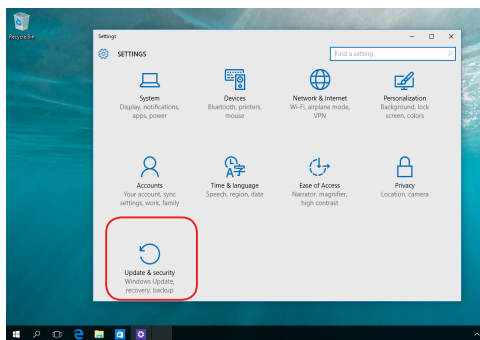 Recycle Bin
Settings
SETTINGS
Find a setting
System
Display, notifications,
apps, power
Devices
Bluetooth, printers,
mouse
Network & Internet
Wi-Fi, airplane mode,
VPN
Personalization
Background, lock
screen, colors
Accounts
Your account, sync
settings, work, family
Time & language
Speech, region, date
Ease of Access
Narrator, magnifier,
high contrast
Privacy
Location, camera
Update & security
Windows Update,
recovery, backup